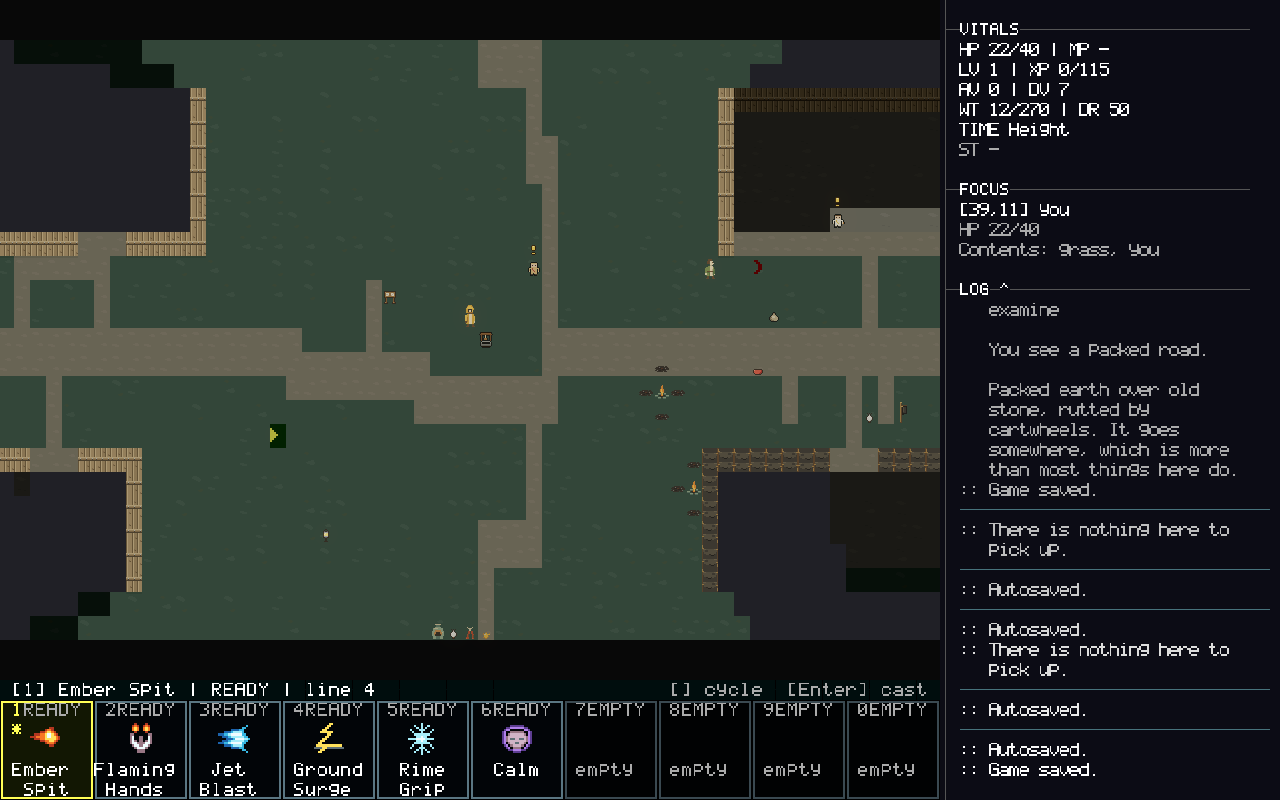 VITALS
HP 22/40 | MP -
LV 1 | XP 0/115
AV 0 | DV 7
WT 12/270 | DR 50
TIME Height
ST -
FOCUS
[39,11] You
HP 22/40
Contents: grass, You
LOG ^
examine
You see a Packed road.
Packed earth over old
stone, rutted by
cartwheels. It goes
somewhere, which is more
than most things here do.
:: Game saved.
:: There is nothing here to
Pick up.
:: Autosaved.
:: Autosaved.
:: There is nothing here to
Pick up.
:: Autosaved.
:: Autosaved.
:: Game saved.
[1] Ember Spit | READY | line 4
[] cycle [Enter] cast
1READY 2READY 3READY 4READY 5READY 6READY 7EMPTY 8EMPTY 9EMPTY 0EMPTY
*
Ember Flaming Jet Ground Rime Calm empty empty empty empty
Spit Hands Blast Surge Grip